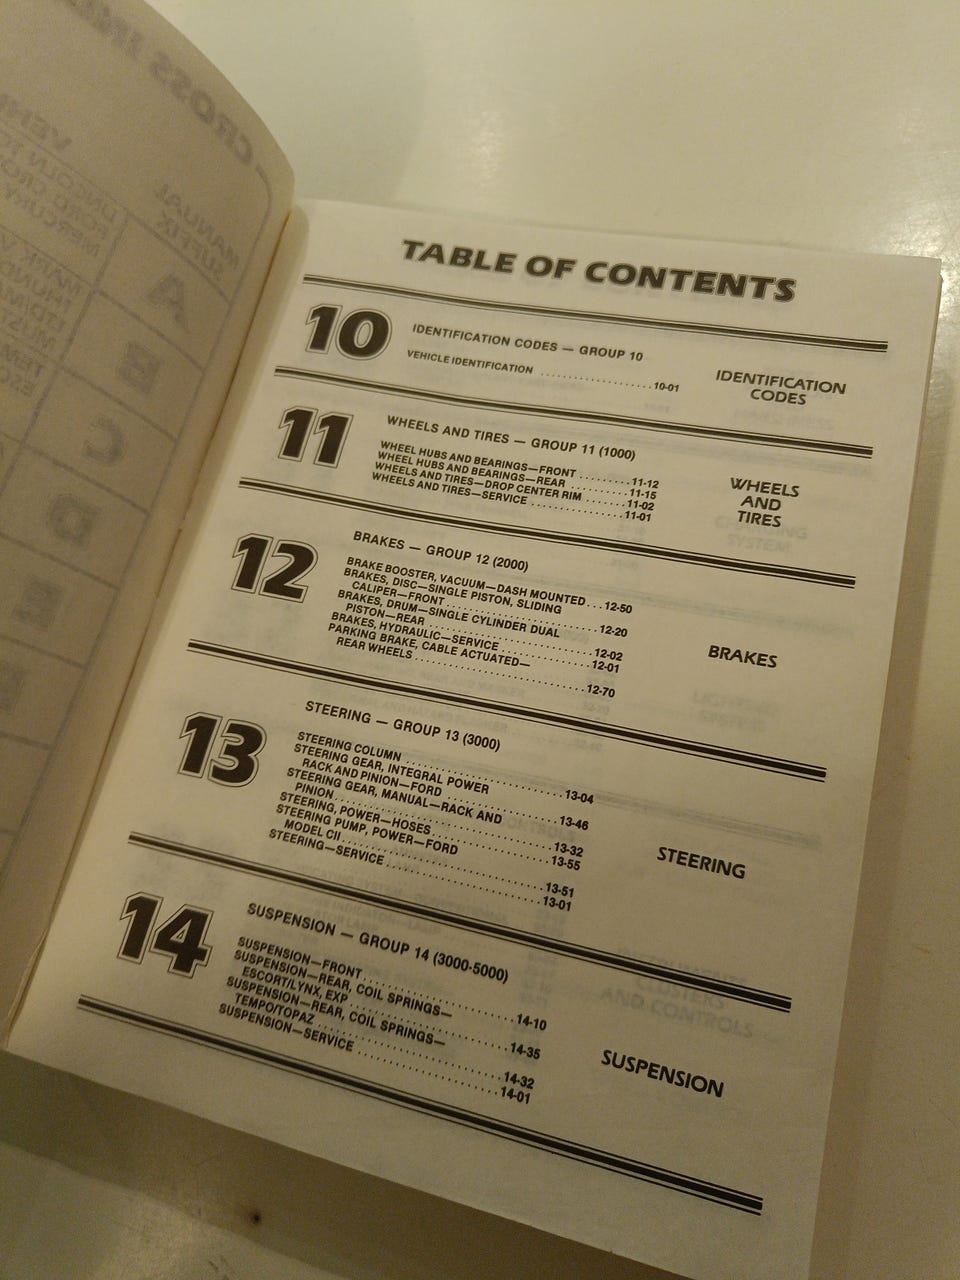 TABLE OF CONTENTS
10
IDENTIFICATION CODES — GROUP 10
VEHICLE IDENTIFICATION ......................10-01
IDENTIFICATION
CODES
11
WHEELS AND TIRES — GROUP 11 (1000)
WHEEL HUBS AND BEARINGS—FRONT ..........11-12
WHEEL HUBS AND BEARINGS—REAR ...........11-15
WHEELS AND TIRES—DROP CENTER RIM ........11-02
WHEELS AND TIRES—SERVICE ..................11-01
WHEELS
AND
TIRES
12
BRAKES — GROUP 12 (2000)
BRAKE BOOSTER, VACUUM—DASH MOUNTED...12-50
BRAKES, DISC—SINGLE PISTON, SLIDING
CALIPER—FRONT ..............................12-20
BRAKES, DRUM—SINGLE CYLINDER DUAL
PISTON—REAR .................................12-02
BRAKES, HYDRAULIC—SERVICE ..................12-01
PARKING BRAKE, CABLE ACTUATED—
REAR WHEELS ..................................12-70
BRAKES
13
STEERING — GROUP 13 (3000)
STEERING COLUMN ..............................13-04
STEERING GEAR, INTEGRAL POWER
RACK AND PINION—FORD ......................13-46
STEERING GEAR, MANUAL—RACK AND
PINION.........................................13-32
STEERING, POWER—HOSES......................13-55
STEERING PUMP, POWER—FORD
MODEL CII.....................................13-51
STEERING—SERVICE .............................13-01
STEERING
14
SUSPENSION — GROUP 14 (3000-5000)
SUSPENSION—FRONT............................14-10
SUSPENSION—REAR, COIL SPRINGS—
ESCORT/LYNX, EXP .............................14-35
SUSPENSION—REAR, COIL SPRINGS—
TEMPO/TOPAZ .................................14-32
SUSPENSION—SERVICE ..........................14-01
SUSPENSION